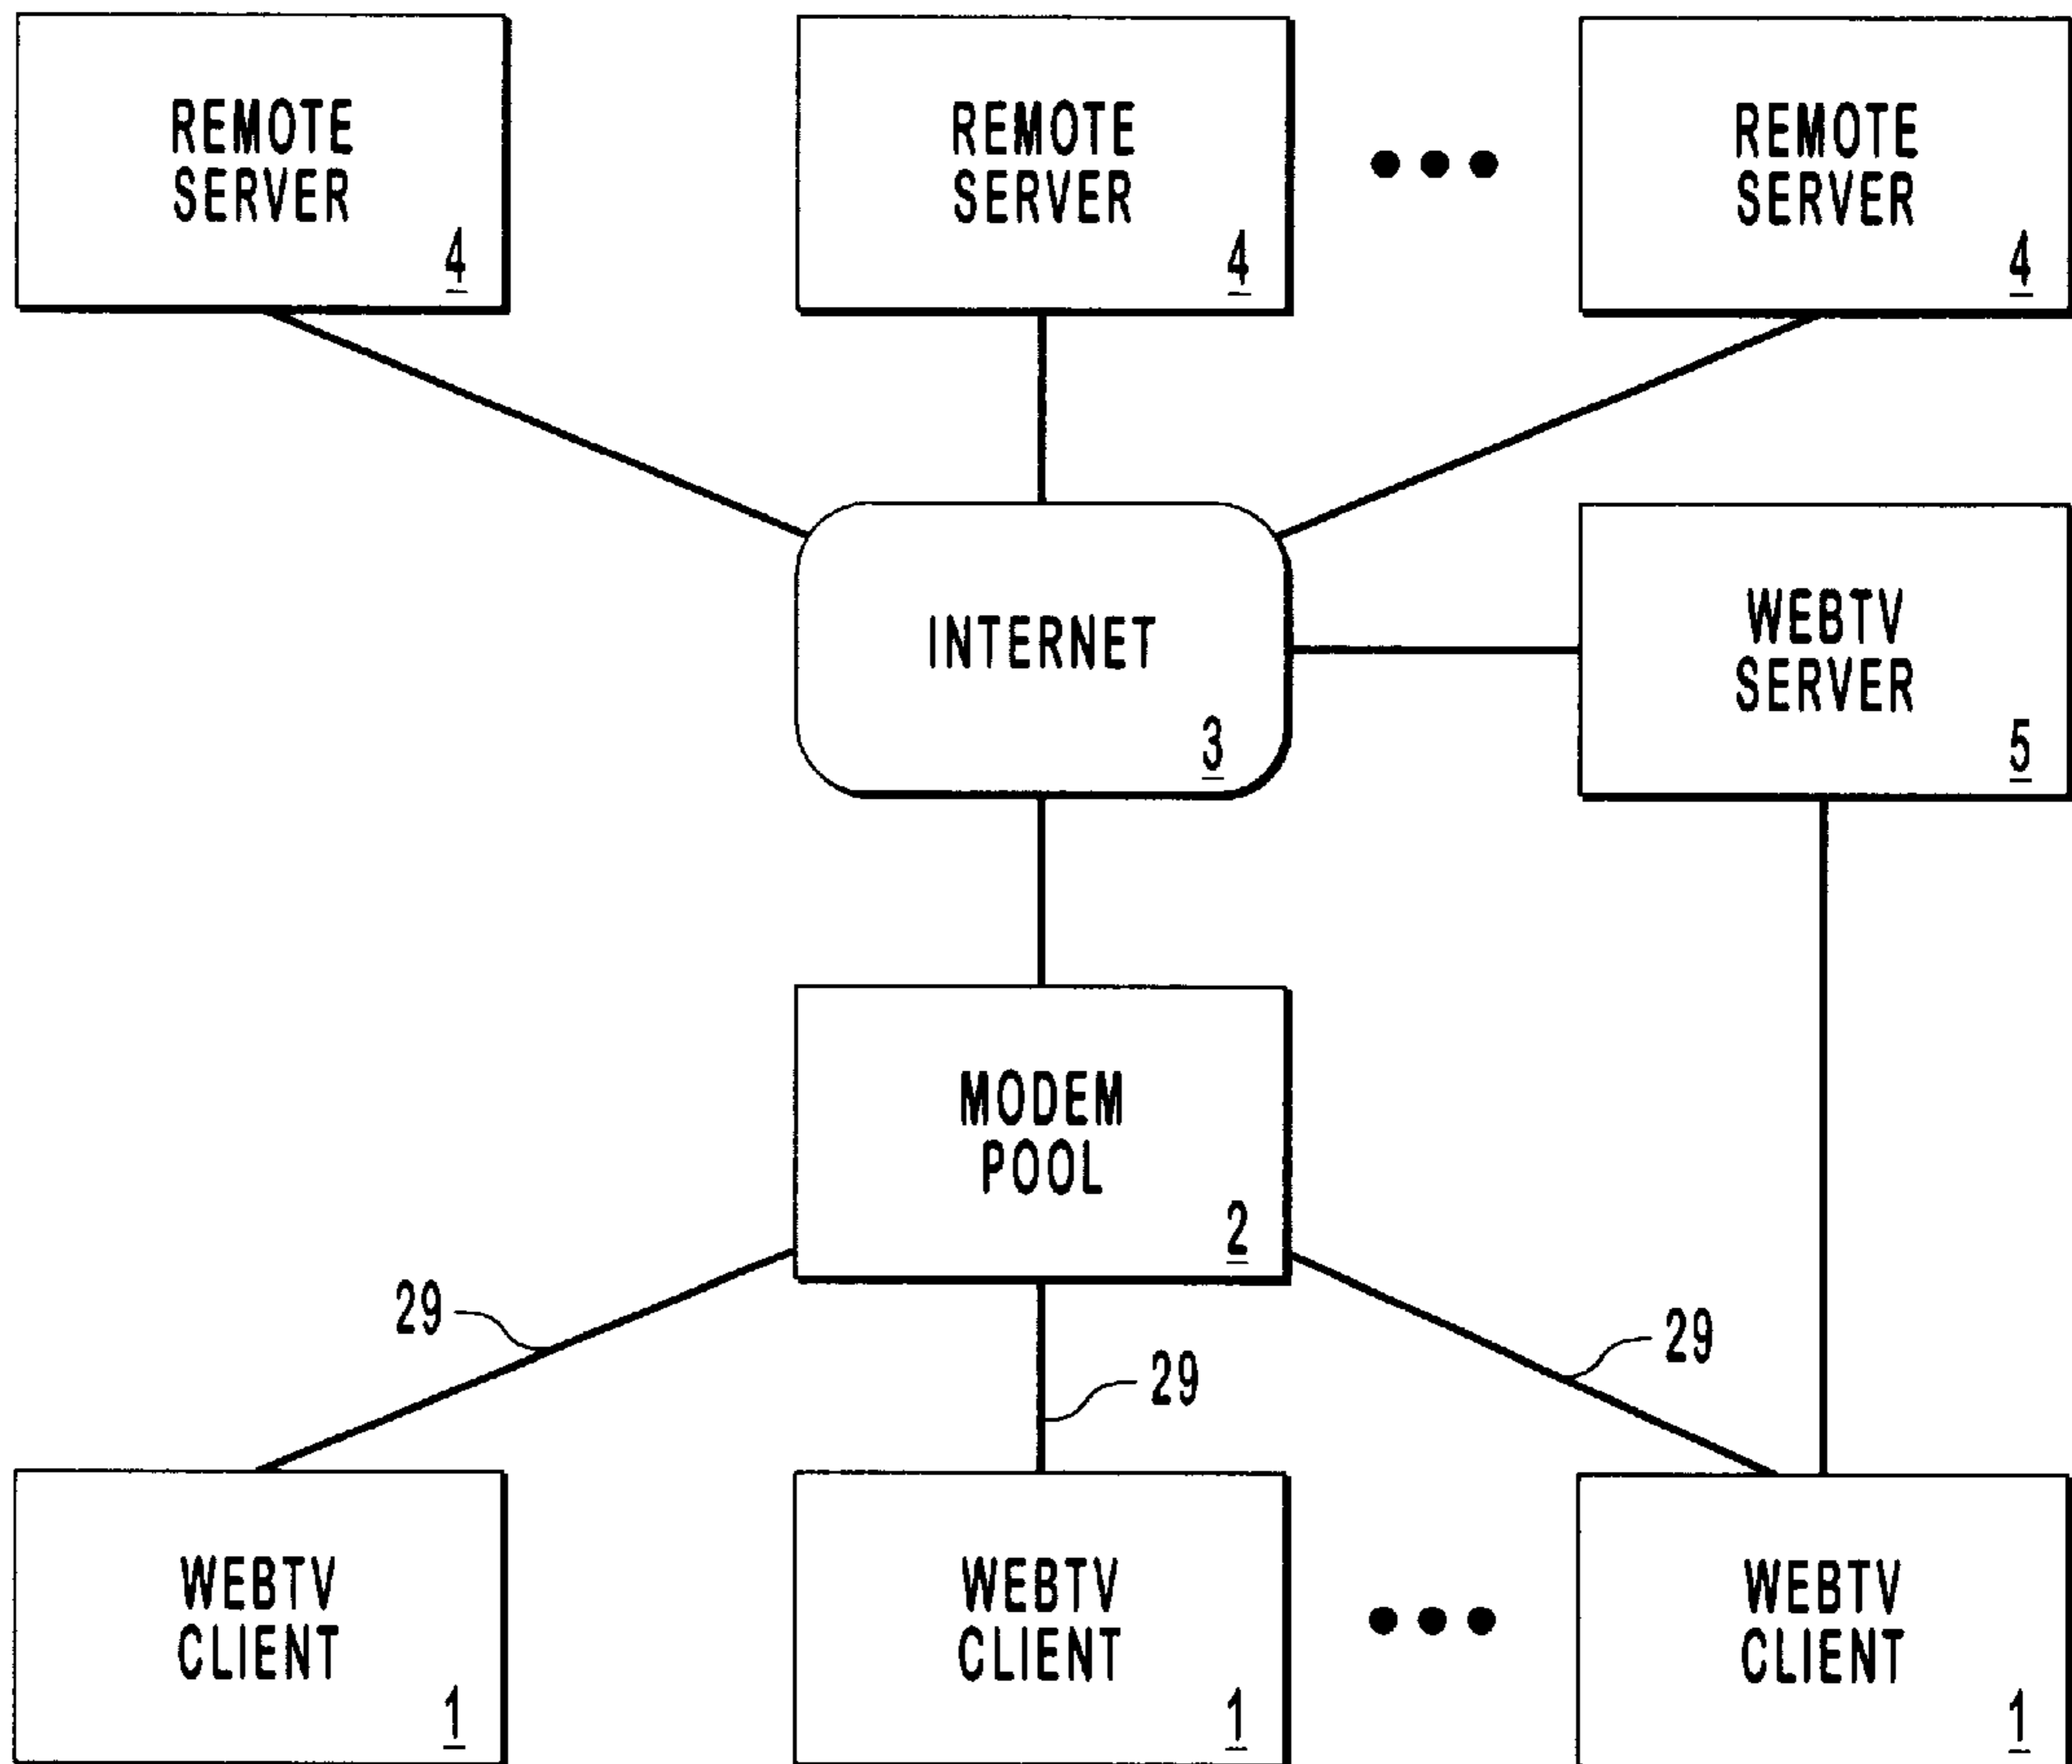 REMOTE
SERVER
4
REMOTE
SERVER
4
REMOTE
SERVER
4
INTERNET
3
WEBTV
SERVER
5
MODEM
POOL
2
29
29
29
WEBTV
CLIENT
1
WEBTV
CLIENT
1
WEBTV
CLIENT
1